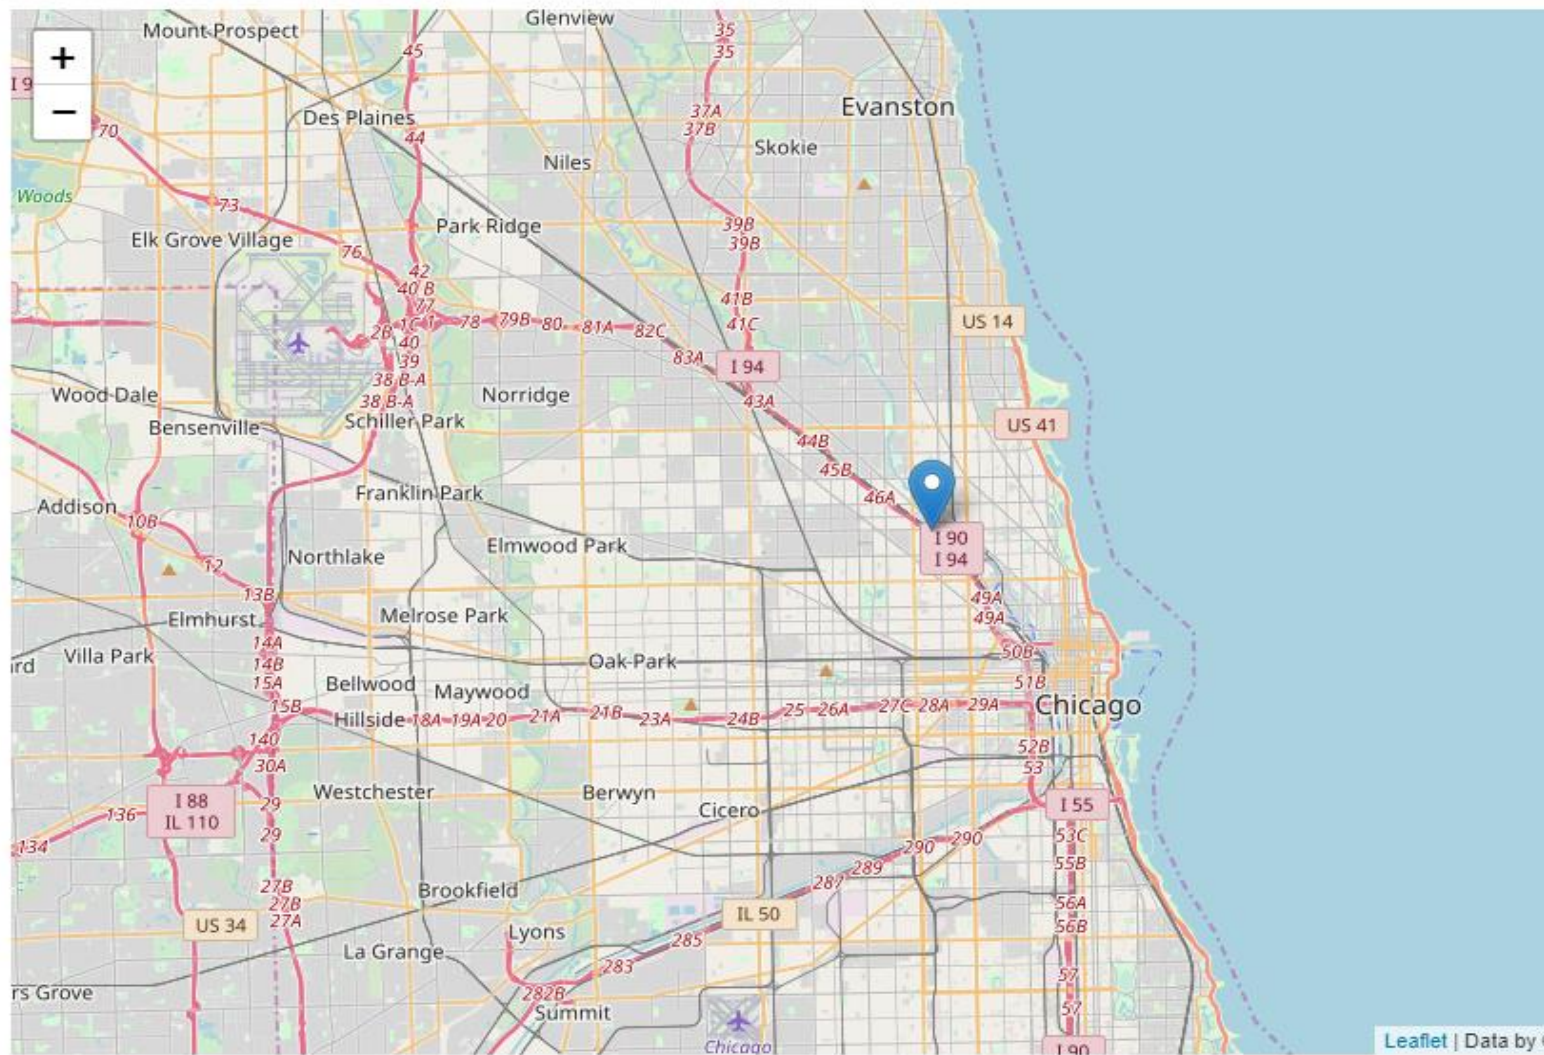 Glenview
Mount Prospect
+
35
35
45
I 9
−
37A
Evanston
Des Plaines
70
37B
44
Skokie
Niles
Woods
73
39B
Park Ridge
Elk Grove Village
39B
76
42
40 B
41B
77
2B 1C 1 78 79B 80 81A 82C
41C
US 14
40
83A
39
I 94
38 B-A
Wood Dale
Norridge
38 B-A
43A
Schiller Park
US 41
Bensenville
44B
45B
Franklin Park
46A
Addison
10B
I 90
I 94
Elmwood Park
Northlake
12
13B
49A
Melrose Park
49A
Elmhurst
14A
50B
ard
Villa Park
14B
Oak Park
15A
Bellwood
51B
Maywood
15B
Chicago
Hillside 18A 19A 20 21A 21B 23A 24B 25 26A 27C 28A 29A
140
52B
30A
53
Westchester
Berwyn
29
I 88
IL 110
136
Cicero
I 55
29
134
290 290
53C
289
55B
287
27B
Brookfield
27B
56A
27A
IL 50
US 34
56B
Lyons
285
La Grange
283
57
rs Grove
282B
57
Summit
Chicago
I 90
Leaflet | Data by